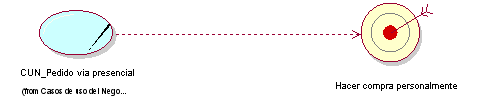 CUN_Pedido via presencial
(from Casos de uso del Nego...
Hacer compra personalmente